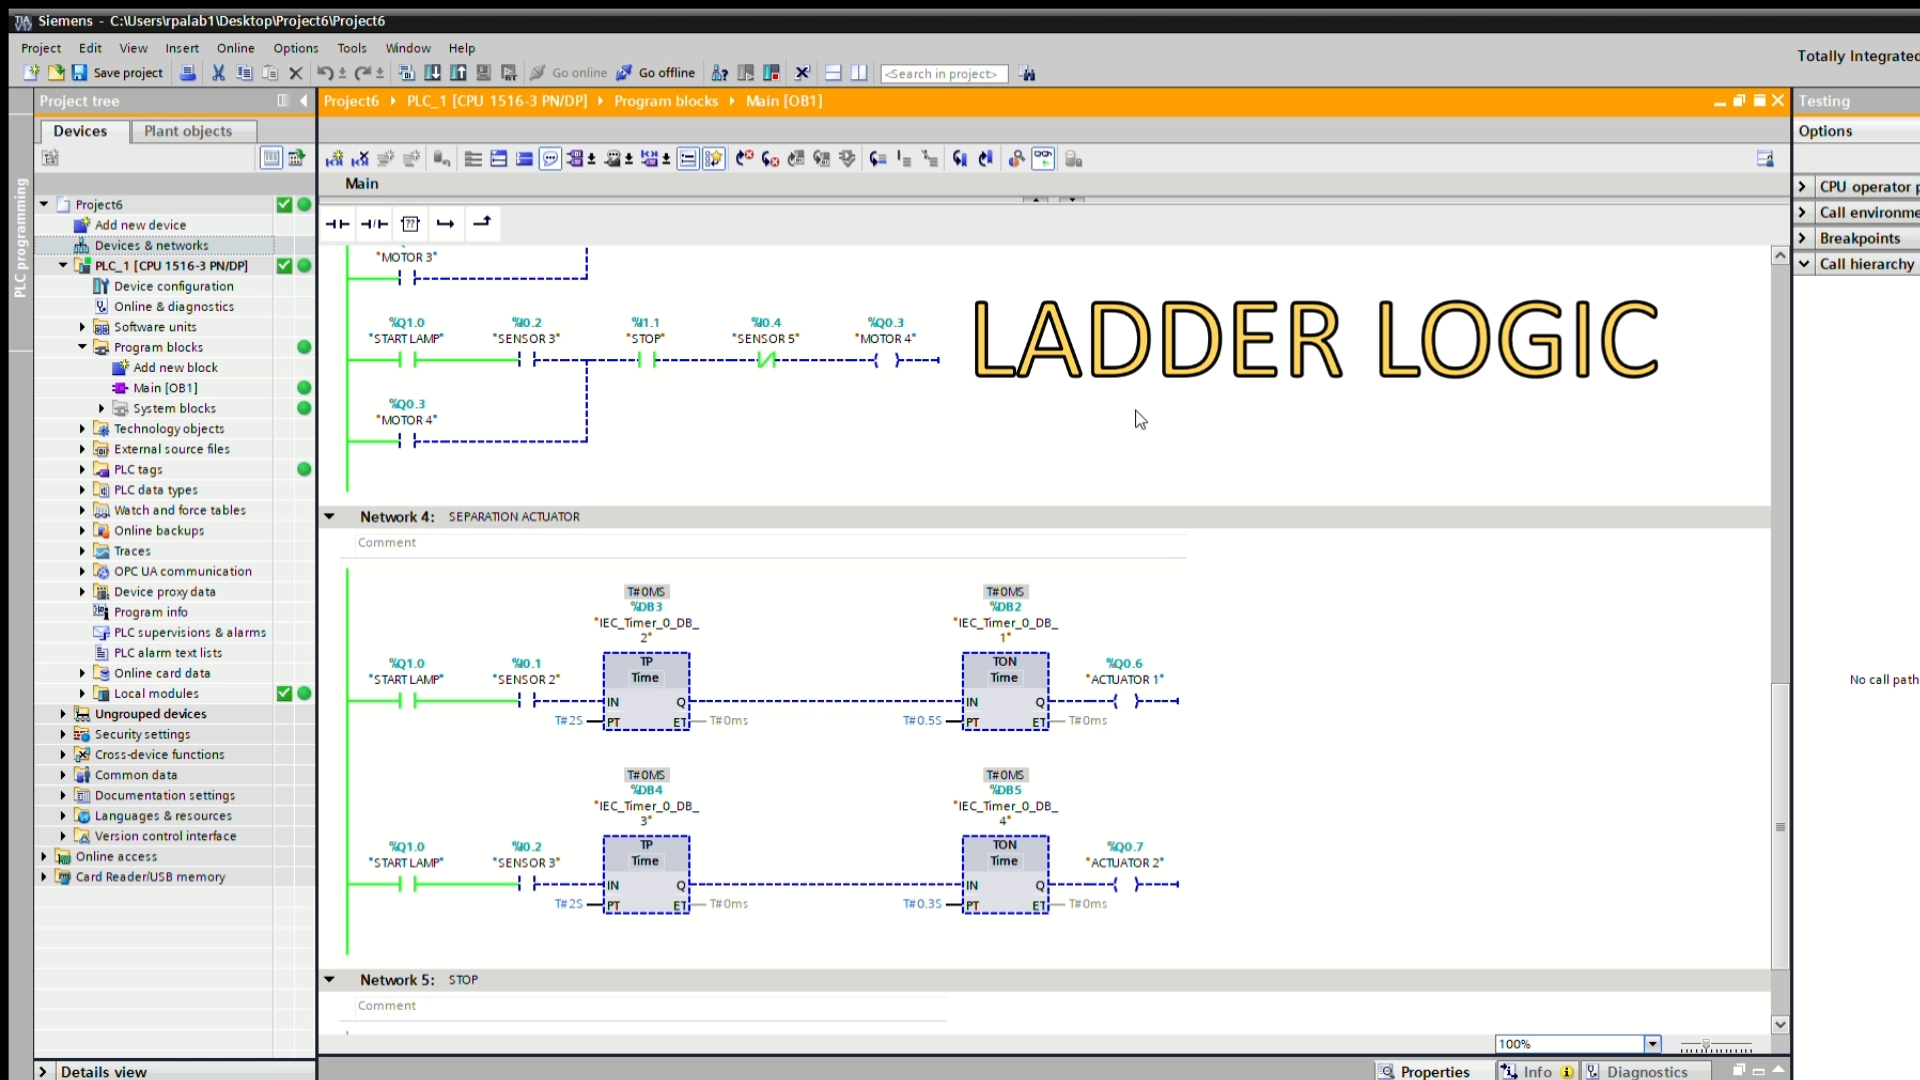 Siemens - C:\Users\rpalab1\Desktop\Project6\Project6
Project Edit View Insert Online Options Tools Window Help
Totally Integrated
Save project
Go online
Go offline
<Search in project>
Project tree
Project6 PLC_1 [CPU 1516-3 PN/DP] Program blocks Main [OB1]
Testing
Devices
Plant objects
Options
Main
PLC programming
CPU operator p
Call environme
Breakpoints
Call hierarchy
No call path
Project6
Add new device
Devices & networks
PLC_1 [CPU 1516-3 PN/DP]
Device configuration
Online & diagnostics
Software units
Program blocks
Add new block
Main [OB1]
System blocks
Technology objects
External source files
PLC tags
PLC data types
Watch and force tables
Online backups
Traces
OPC UA communication
Device proxy data
Program info
PLC supervisions & alarms
PLC alarm text lists
Online card data
Local modules
Ungrouped devices
Security settings
Cross-device functions
Common data
Documentation settings
Languages & resources
Version control interface
Online access
Card Reader/USB memory
Details view
"MOTOR 3"
%Q1.0 %I0.2 %I1.1 %I0.4 %Q0.3
"START LAMP" "SENSOR 3" "STOP" "SENSOR 5" "MOTOR 4"
LADDER LOGIC
%Q0.3
"MOTOR 4"
Network 4: SEPARATION ACTUATOR
Comment
T#0MS T#0MS
%DB3 %DB2
"IEC_Timer_0_DB_ "IEC_Timer_0_DB_
2" 1"
%Q1.0 %I0.1 TP TON %Q0.6
"START LAMP" "SENSOR 2" Time Time "ACTUATOR 1"
IN Q IN Q
T#2S PT ET T#0ms T#0.5S PT ET T#0ms
T#0MS T#0MS
%DB4 %DB5
"IEC_Timer_0_DB_ "IEC_Timer_0_DB_
3" 4"
%Q1.0 %I0.2 TP TON %Q0.7
"START LAMP" "SENSOR 3" Time Time "ACTUATOR 2"
IN Q IN Q
T#2S PT ET T#0ms T#0.3S PT ET T#0ms
Network 5: STOP
Comment
100%
Properties Info Diagnostics